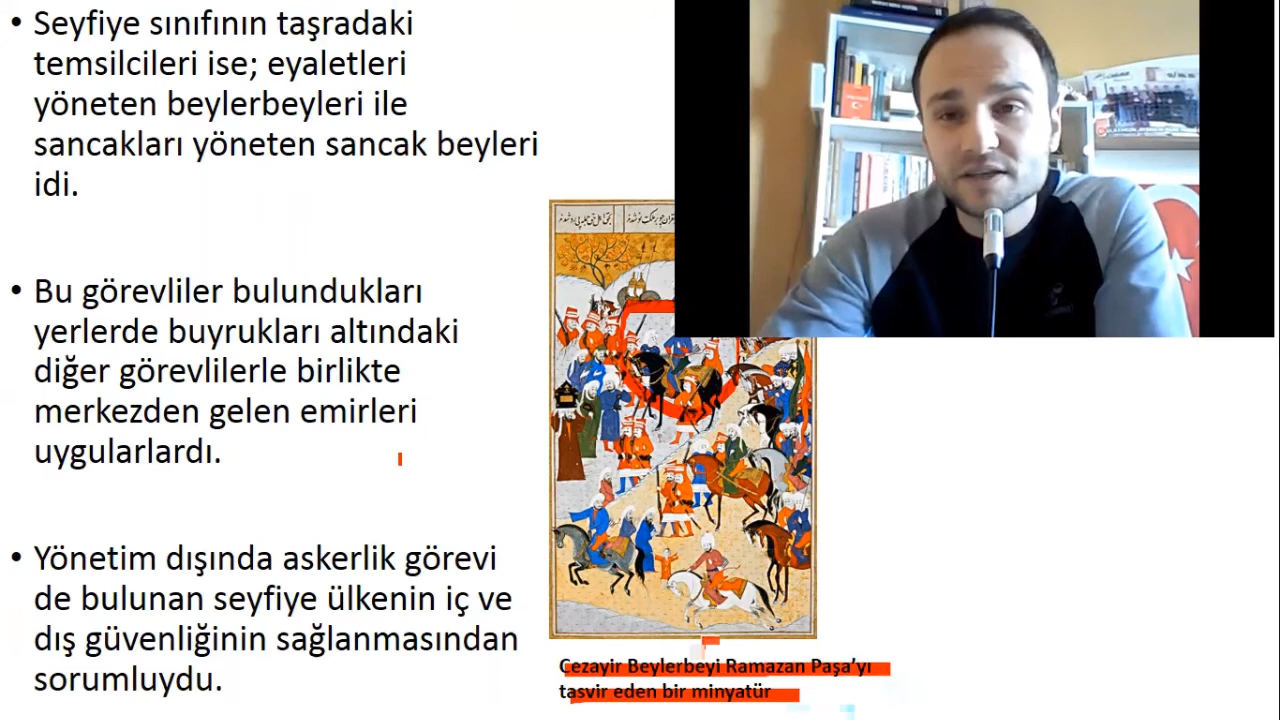 • Seyfiye sınıfının taşradaki
temsilcileri ise; eyaletleri
yöneten beylerbeyleri ile
sancakları yöneten sancak beyleri
idi.
• Bu görevliler bulundukları
yerlerde buyrukları altındaki
diğer görevlilerle birlikte
merkezden gelen emirleri
uygularlardı.
• Yönetim dışında askerlik görevi
de bulunan seyfiye ülkenin iç ve
dış güvenliğinin sağlanmasından
sorumluydu.
Cezayir Beylerbeyi Ramazan Paşa’yı
tasvir eden bir minyatür